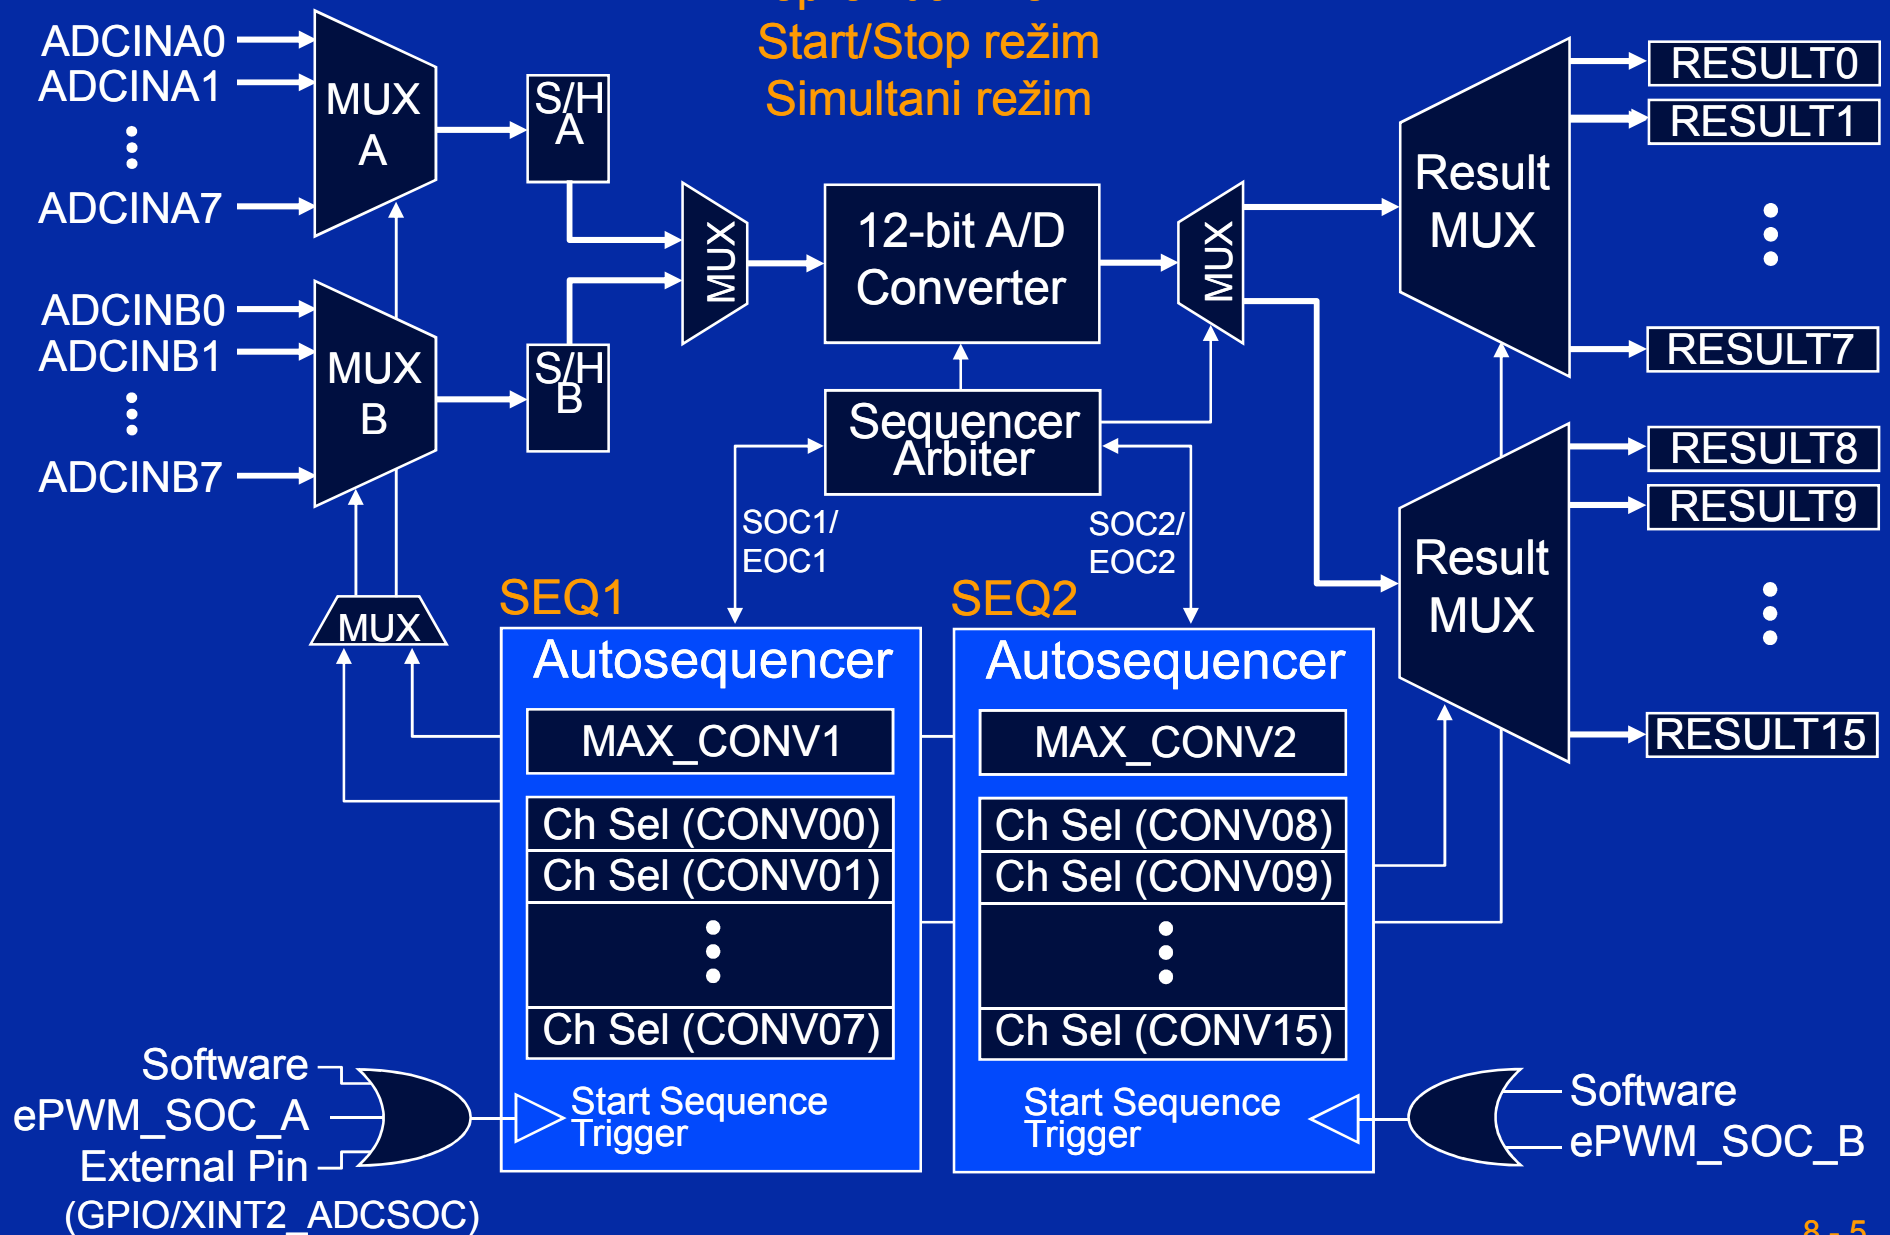 Start/Stop režim
Simultani režim
ADCINA0
ADCINA1
ADCINA7
MUX
A
S/H
A
ADCINB0
ADCINB1
ADCINB7
MUX
B
S/H
B
MUX
12-bit A/D
Converter
MUX
Sequencer
Arbiter
SOC1/
EOC1
SOC2/
EOC2
Result
MUX
RESULT0
RESULT1
RESULT7
Result
MUX
RESULT8
RESULT9
RESULT15
MUX
SEQ1
Autosequencer
MAX_CONV1
Ch Sel (CONV00)
Ch Sel (CONV01)
Ch Sel (CONV07)
Start Sequence
Trigger
SEQ2
Autosequencer
MAX_CONV2
Ch Sel (CONV08)
Ch Sel (CONV09)
Ch Sel (CONV15)
Start Sequence
Trigger
Software
ePWM_SOC_A
External Pin
(GPIO/XINT2_ADCSOC)
Software
ePWM_SOC_B
8 - 5